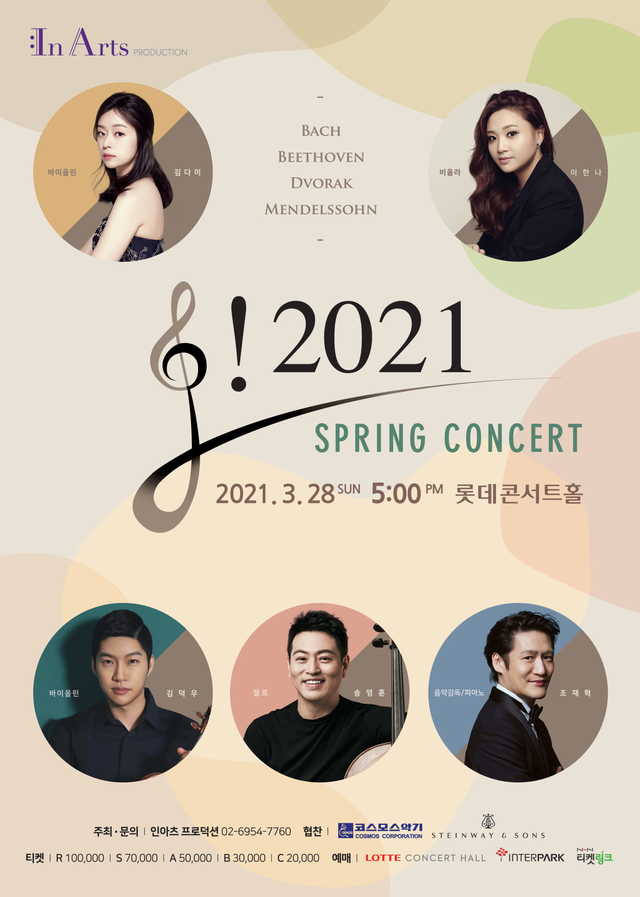 In Arts PRODUCTION
–
BACH
BEETHOVEN
DVORAK
MENDELSSOHN
–
바이올린 김다미
비올라 이한나
! 2021
SPRING CONCERT
2021. 3. 28 SUN 5:00 PM 롯데콘서트홀
바이올린 김덕우
첼로 송영훈
음악감독/피아노 조재혁
주최·문의 | 인아츠 프로덕션 02-6954-7760 협찬 | 코스모스악기 COSMOS CORPORATION STEINWAY & SONS
티켓 | R 100,000 | S 70,000 | A 50,000 | B 30,000 | C 20,000 예매 | LOTTE CONCERT HALL INTERPARK NHN 티켓링크